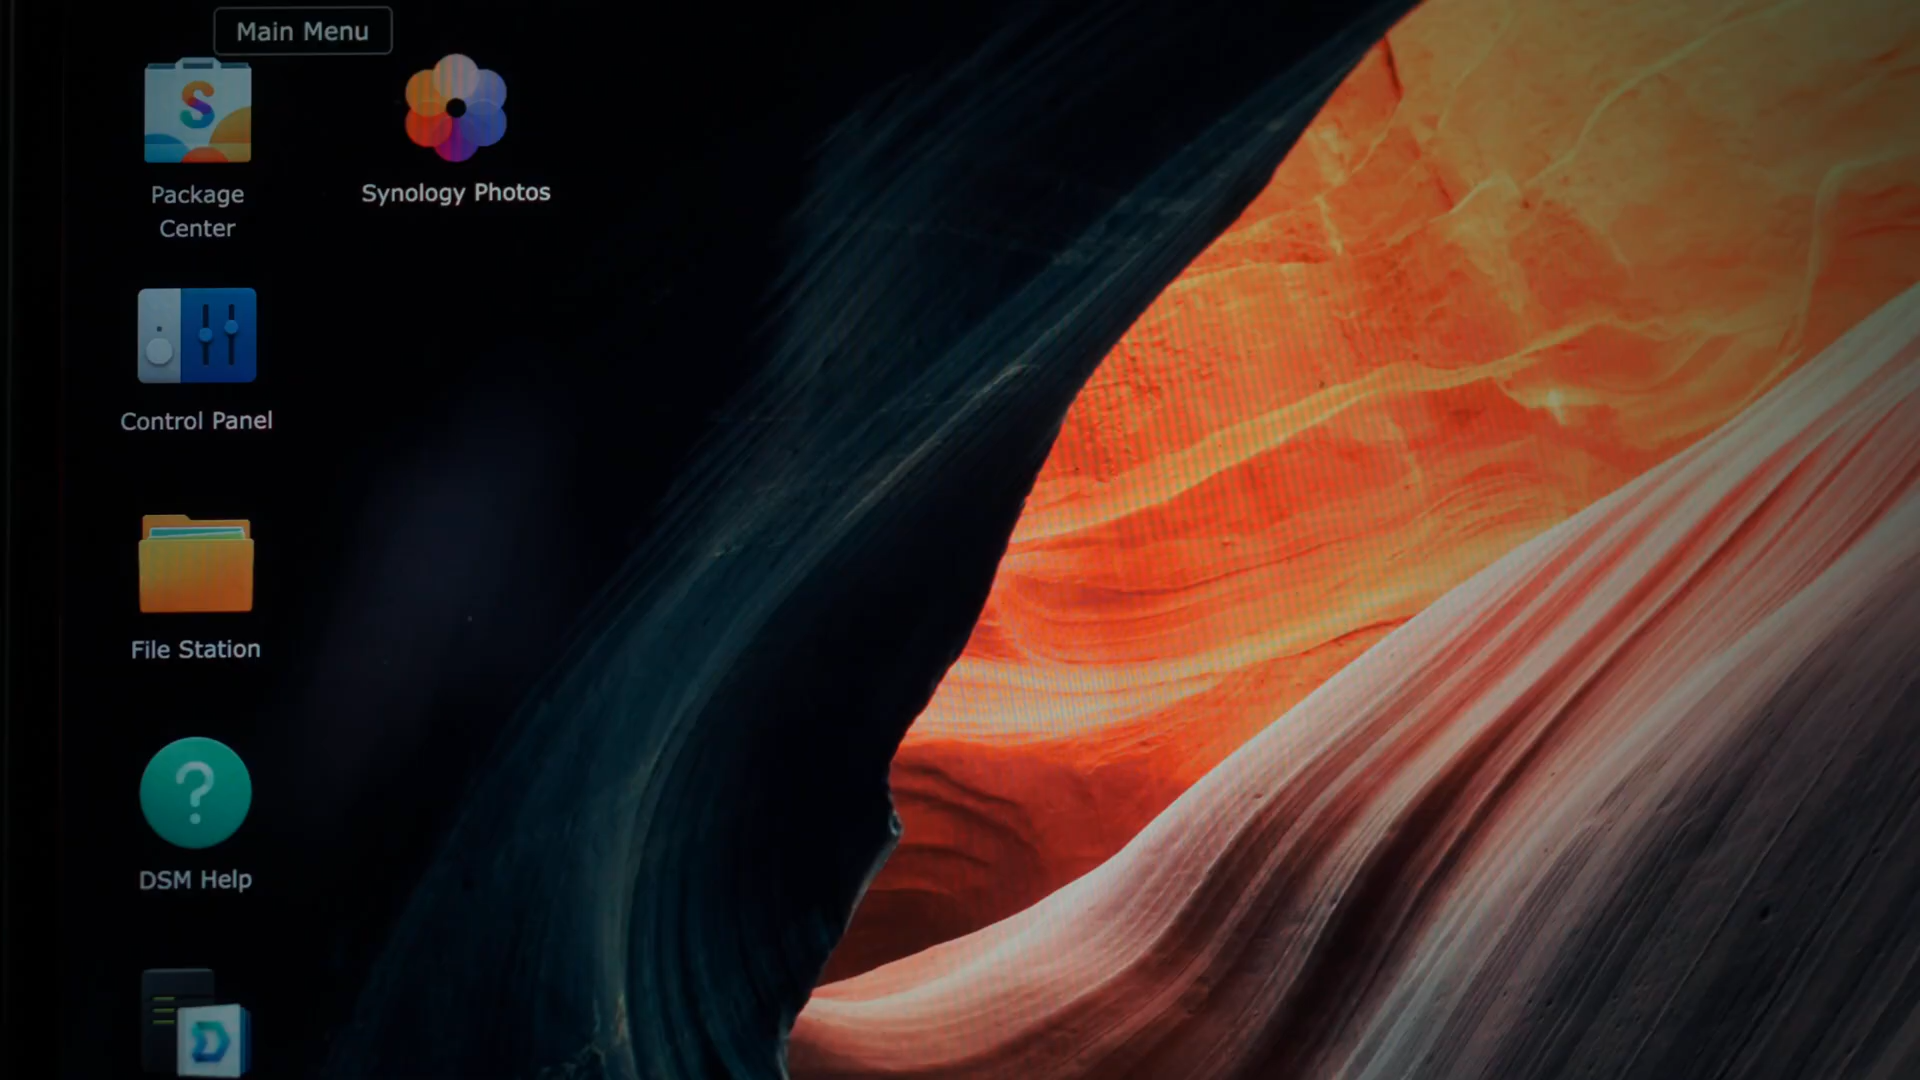 Main Menu
Package
Center
Synology Photos
Control Panel
File Station
DSM Help